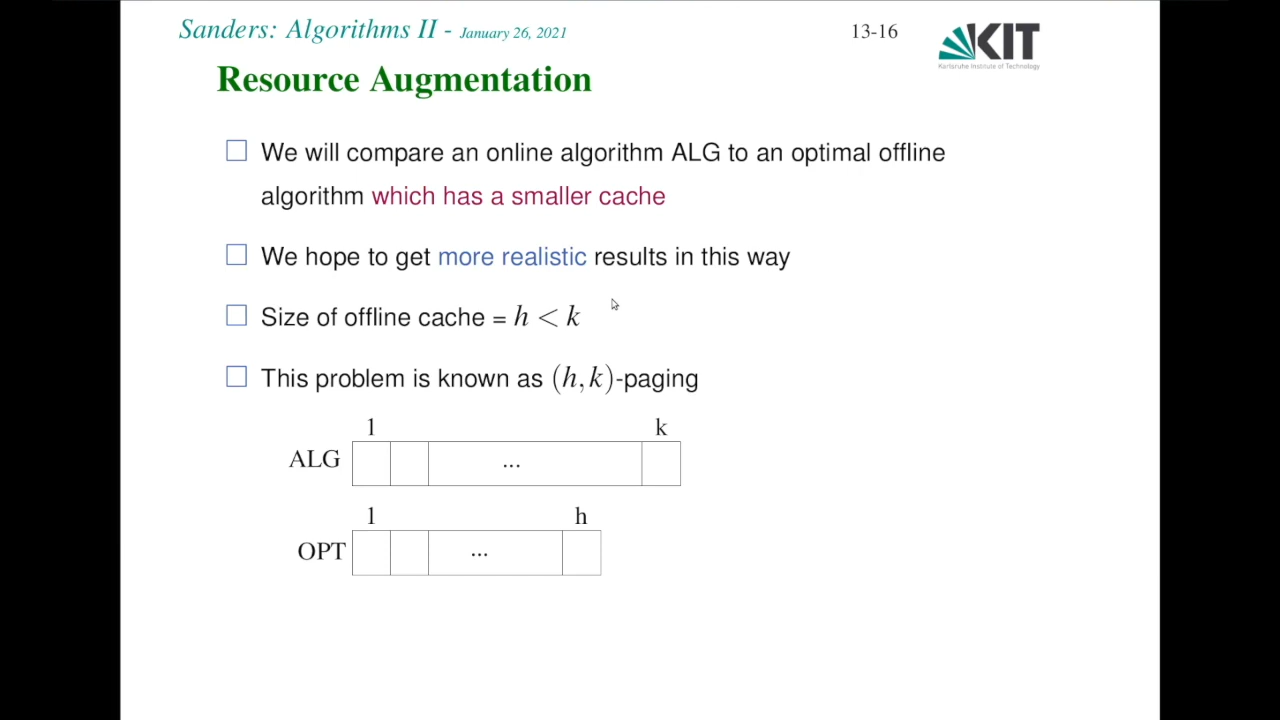 Sanders: Algorithms II - January 26, 2021
13-16
KIT
Karlsruhe Institute of Technology
Resource Augmentation
We will compare an online algorithm ALG to an optimal offline
algorithm which has a smaller cache
We hope to get more realistic results in this way
Size of offline cache = h < k
This problem is known as (h,k)-paging
1 k
ALG ...
1 h
OPT ...